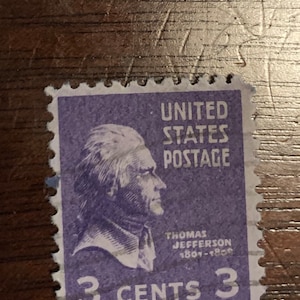 UNITED
STATES
POSTAGE
THOMAS
JEFFERSON
1801-1809
3 CENTS 3